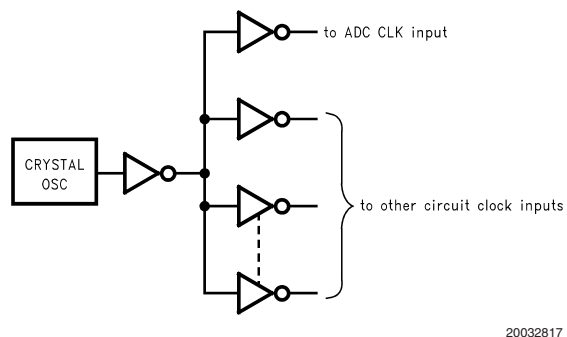 to ADC CLK input
CRYSTAL
OSC
to other circuit clock inputs
20032817